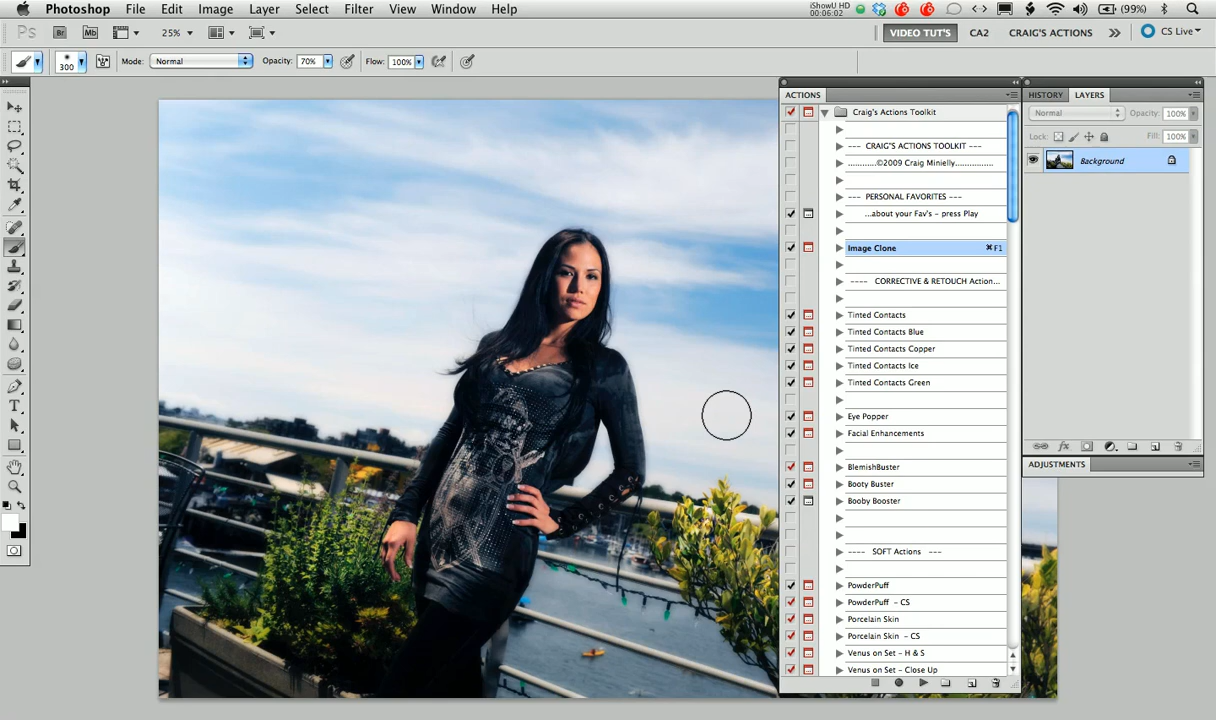 Photoshop File Edit Image Layer Select Filter View Window Help
iShowU HD
00:06:02
(99%)
Ps Br Mb 25%
VIDEO TUT'S CA2 CRAIG'S ACTIONS CS Live
300 Mode: Normal Opacity: 70% Flow: 100%
ACTIONS
Craig's Actions Toolkit
--- CRAIG'S ACTIONS TOOLKIT ---
............©2009 Craig Minielly...............
--- PERSONAL FAVORITES ---
...about your Fav's - press Play
Image Clone ⌘F1
---- CORRECTIVE & RETOUCH Action...
Tinted Contacts
Tinted Contacts Blue
Tinted Contacts Copper
Tinted Contacts Ice
Tinted Contacts Green
Eye Popper
Facial Enhancements
BlemishBuster
Booty Buster
Booby Booster
---- SOFT Actions ---
PowderPuff
PowderPuff - CS
Porcelain Skin
Porcelain Skin - CS
Venus on Set - H & S
Venus on Set - Close Up
HISTORY LAYERS
Normal Opacity: 100%
Lock: Fill: 100%
Background
ADJUSTMENTS